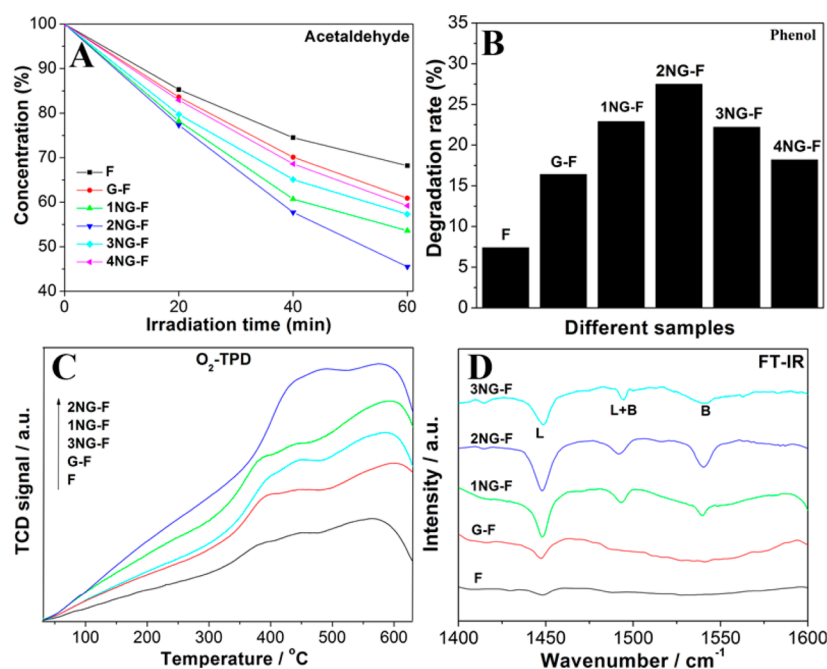 A
Acetaldehyde
Concentration (%)
100
90
80
70
60
50
40
F
G-F
1NG-F
2NG-F
3NG-F
4NG-F
0
20
40
60
Irradiation time (min)
B
Phenol
Degradation rate (%)
35
30
25
20
15
10
5
0
F
G-F
1NG-F
2NG-F
3NG-F
4NG-F
Different samples
C
O2-TPD
TCD signal / a.u.
2NG-F
1NG-F
3NG-F
G-F
F
100
200
300
400
500
600
Temperature / °C
D
FT-IR
Intensity / a.u.
3NG-F
L
L+B
B
2NG-F
1NG-F
G-F
F
1400
1450
1500
1550
1600
Wavenumber / cm-1